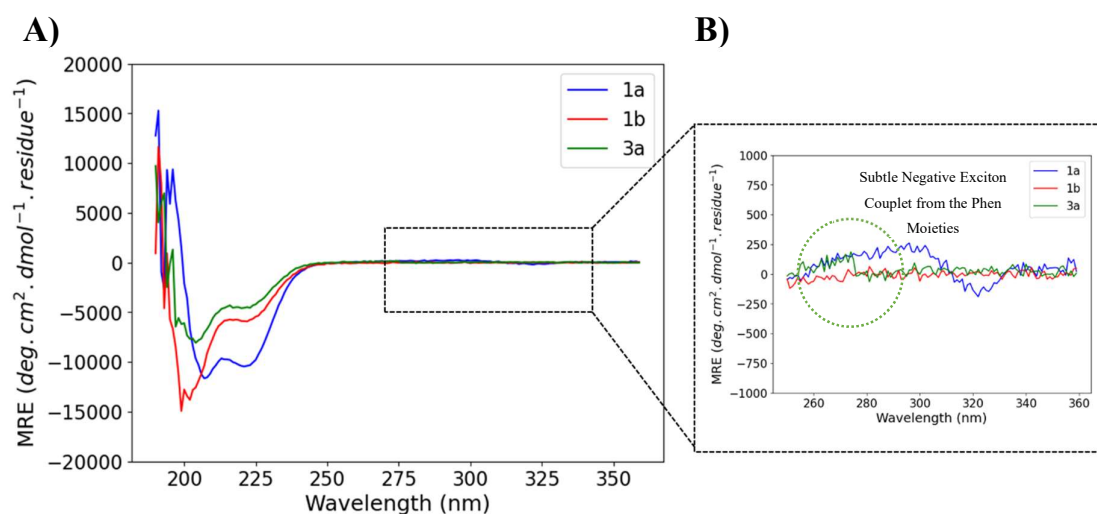 A)
MRE (deg. cm². dmol⁻¹. residue⁻¹)
20000
15000
10000
5000
0
−5000
−10000
−15000
−20000
1a
1b
3a
200
225
250
275
300
325
350
Wavelength (nm)
B)
MRE (deg. cm². dmol⁻¹. residue⁻¹)
1000
750
500
250
0
−250
−500
−750
−1000
Subtle Negative Exciton
Couplet from the Phen
Moieties
1a
1b
3a
260
280
300
320
340
360
Wavelength (nm)